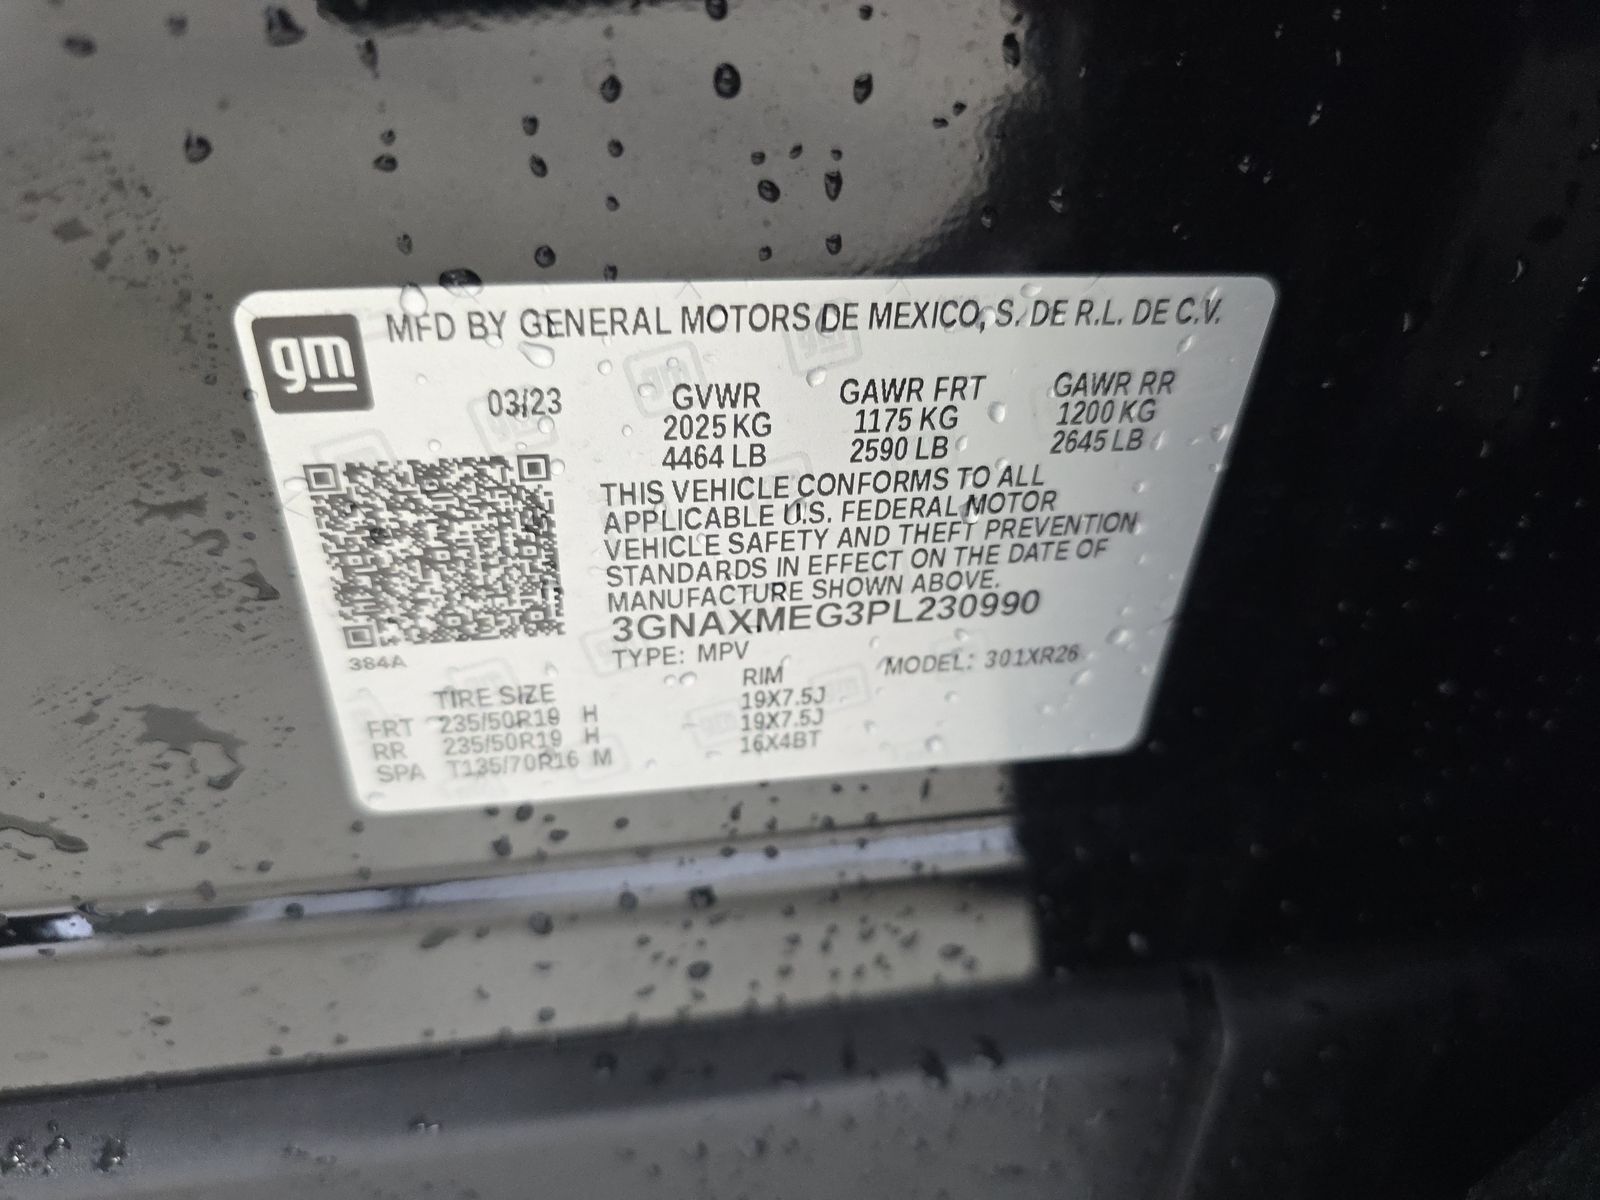 gm
MFD BY GENERAL MOTORS DE MEXICO, S. DE R.L. DE C.V.
03/23 GVWR GAWR FRT GAWR RR
2025 KG 1175 KG 1200 KG
4464 LB 2590 LB 2645 LB
THIS VEHICLE CONFORMS TO ALL
APPLICABLE U.S. FEDERAL MOTOR
VEHICLE SAFETY AND THEFT PREVENTION
STANDARDS IN EFFECT ON THE DATE OF
MANUFACTURE SHOWN ABOVE.
3GNAXMEG3PL230990
384A
TYPE: MPV MODEL: 301XR26
TIRE SIZE RIM
FRT 235/50R19 H 19X7.5J
RR 235/50R19 H 19X7.5J
SPA T135/70R16 M 16X4BT